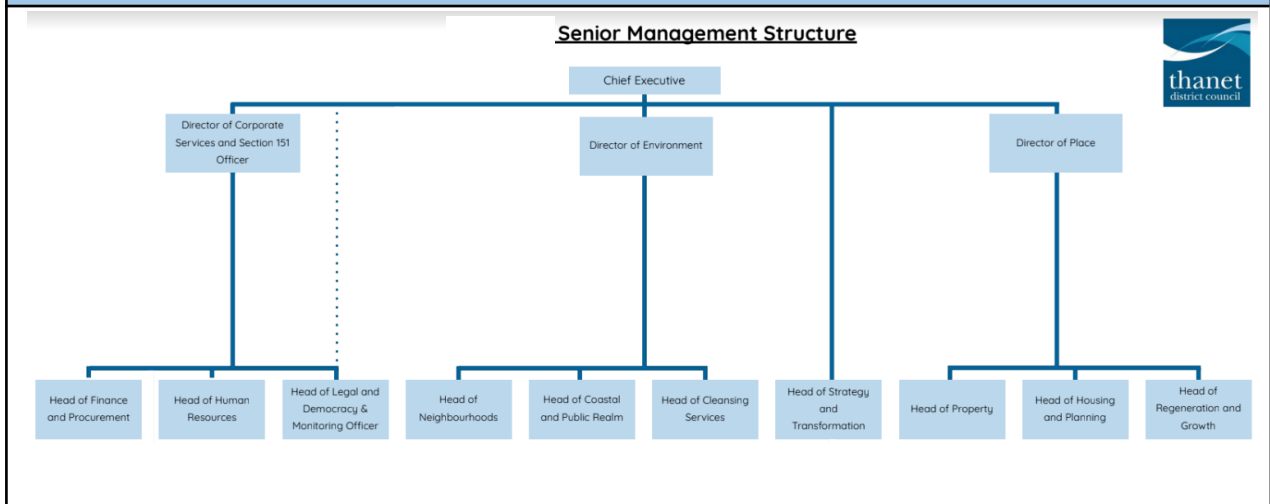 Senior Management Structure
thanet
district council
Chief Executive
Director of Corporate
Services and Section 151
Officer
Director of Environment
Director of Place
Head of Finance
and Procurement
Head of Human
Resources
Head of Legal and
Democracy &
Monitoring Officer
Head of
Neighbourhoods
Head of Coastal
and Public Realm
Head of Cleansing
Services
Head of Strategy
and
Transformation
Head of Property
Head of Housing
and Planning
Head of
Regeneration and
Growth